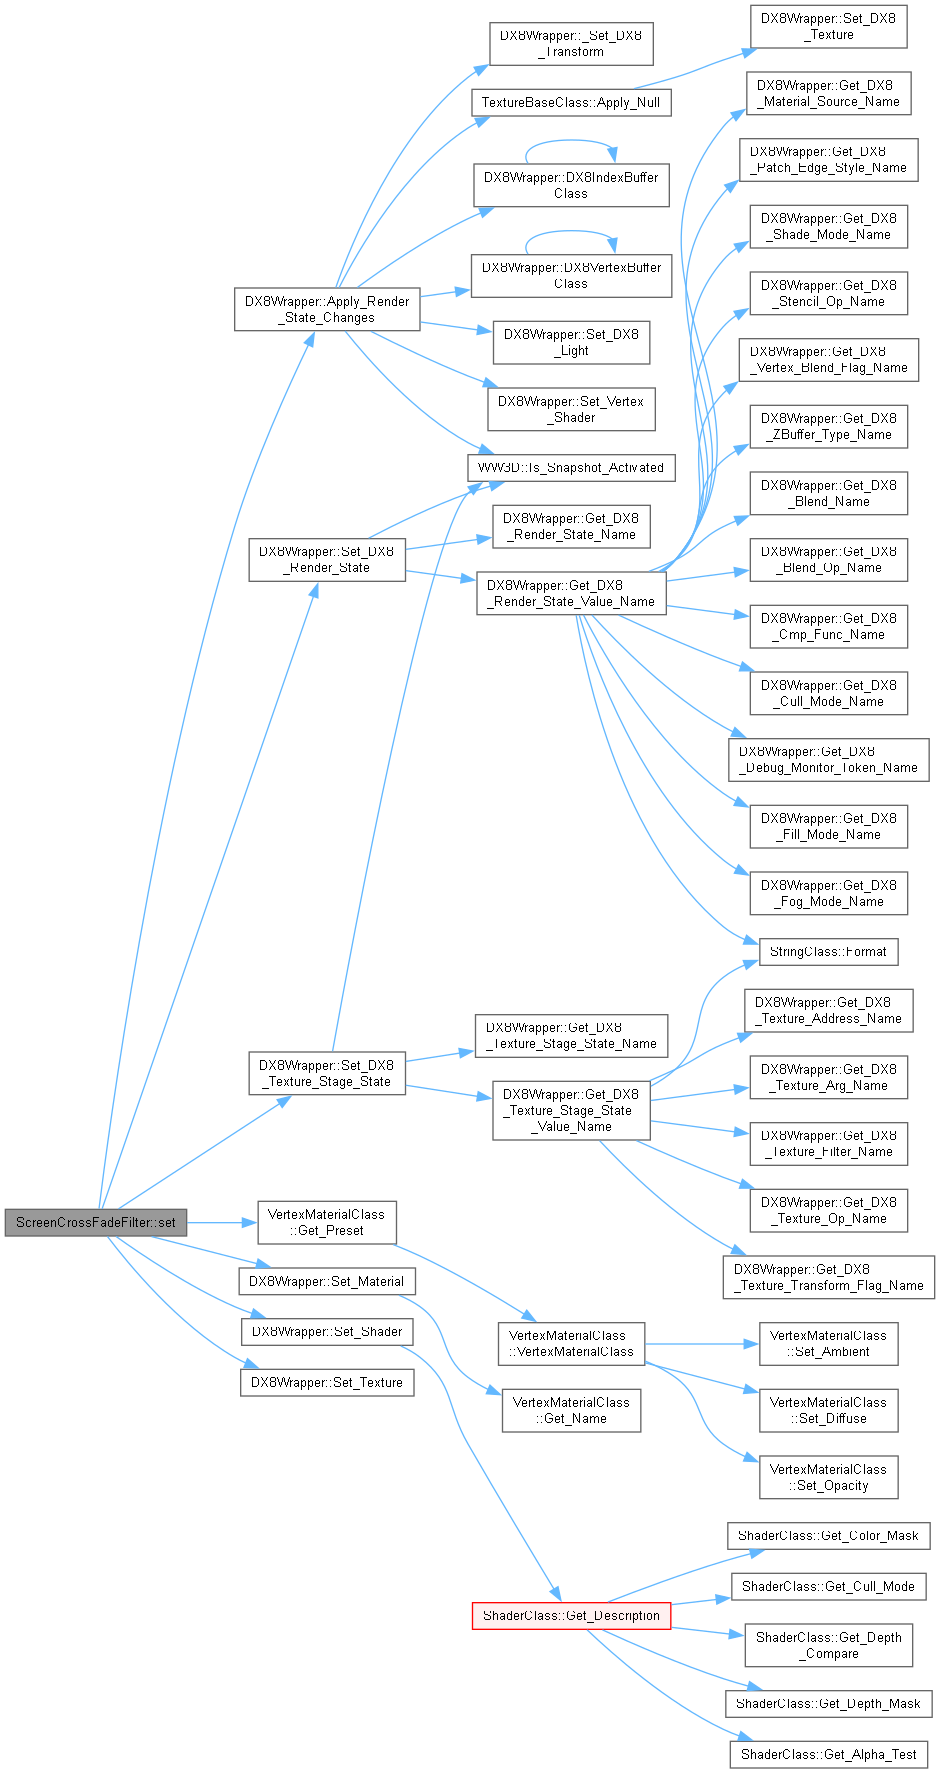 DX8Wrapper::_Set_DX8
_Transform
TextureBaseClass::Apply_Null
DX8Wrapper::DX8IndexBuffer
Class
DX8Wrapper::DX8VertexBuffer
Class
DX8Wrapper::Apply_Render
_State_Changes
DX8Wrapper::Set_DX8
_Light
DX8Wrapper::Set_Vertex
_Shader
WW3D::Is_Snapshot_Activated
DX8Wrapper::Set_DX8
_Render_State
DX8Wrapper::Get_DX8
_Render_State_Name
DX8Wrapper::Get_DX8
_Render_State_Value_Name
DX8Wrapper::Set_DX8
_Texture
DX8Wrapper::Get_DX8
_Material_Source_Name
DX8Wrapper::Get_DX8
_Patch_Edge_Style_Name
DX8Wrapper::Get_DX8
_Shade_Mode_Name
DX8Wrapper::Get_DX8
_Stencil_Op_Name
DX8Wrapper::Get_DX8
_Vertex_Blend_Flag_Name
DX8Wrapper::Get_DX8
_ZBuffer_Type_Name
DX8Wrapper::Get_DX8
_Blend_Name
DX8Wrapper::Get_DX8
_Blend_Op_Name
DX8Wrapper::Get_DX8
_Cmp_Func_Name
DX8Wrapper::Get_DX8
_Cull_Mode_Name
DX8Wrapper::Get_DX8
_Debug_Monitor_Token_Name
DX8Wrapper::Get_DX8
_Fill_Mode_Name
DX8Wrapper::Get_DX8
_Fog_Mode_Name
StringClass::Format
DX8Wrapper::Set_DX8
_Texture_Stage_State
DX8Wrapper::Get_DX8
_Texture_Stage_State_Name
DX8Wrapper::Get_DX8
_Texture_Stage_State
_Value_Name
DX8Wrapper::Get_DX8
_Texture_Address_Name
DX8Wrapper::Get_DX8
_Texture_Arg_Name
DX8Wrapper::Get_DX8
_Texture_Filter_Name
DX8Wrapper::Get_DX8
_Texture_Op_Name
DX8Wrapper::Get_DX8
_Texture_Transform_Flag_Name
ScreenCrossFadeFilter::set
VertexMaterialClass
::Get_Preset
DX8Wrapper::Set_Material
DX8Wrapper::Set_Shader
DX8Wrapper::Set_Texture
VertexMaterialClass
::VertexMaterialClass
VertexMaterialClass
::Get_Name
VertexMaterialClass
::Set_Ambient
VertexMaterialClass
::Set_Diffuse
VertexMaterialClass
::Set_Opacity
ShaderClass::Get_Description
ShaderClass::Get_Color_Mask
ShaderClass::Get_Cull_Mode
ShaderClass::Get_Depth
_Compare
ShaderClass::Get_Depth_Mask
ShaderClass::Get_Alpha_Test